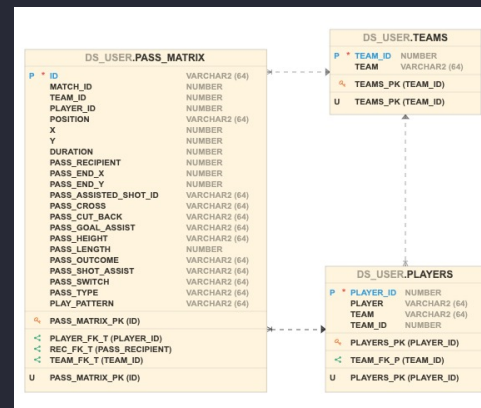 DS_USER.PASS_MATRIX
P * ID VARCHAR2 (64)
MATCH_ID NUMBER
TEAM_ID NUMBER
PLAYER_ID NUMBER
POSITION VARCHAR2 (64)
X NUMBER
Y NUMBER
DURATION NUMBER
PASS_RECIPIENT NUMBER
PASS_END_X NUMBER
PASS_END_Y NUMBER
PASS_ASSISTED_SHOT_ID VARCHAR2 (64)
PASS_CROSS VARCHAR2 (64)
PASS_CUT_BACK VARCHAR2 (64)
PASS_GOAL_ASSIST VARCHAR2 (64)
PASS_HEIGHT VARCHAR2 (64)
PASS_LENGTH NUMBER
PASS_OUTCOME VARCHAR2 (64)
PASS_SHOT_ASSIST VARCHAR2 (64)
PASS_SWITCH VARCHAR2 (64)
PASS_TYPE VARCHAR2 (64)
PLAY_PATTERN VARCHAR2 (64)
PASS_MATRIX_PK (ID)
PLAYER_FK_T (PLAYER_ID)
REC_FK_T (PASS_RECIPIENT)
TEAM_FK_T (TEAM_ID)
U PASS_MATRIX_PK (ID)
DS_USER.TEAMS
P * TEAM_ID NUMBER
TEAM VARCHAR2 (64)
TEAMS_PK (TEAM_ID)
U TEAMS_PK (TEAM_ID)
DS_USER.PLAYERS
P * PLAYER_ID NUMBER
PLAYER VARCHAR2 (64)
TEAM VARCHAR2 (64)
TEAM_ID NUMBER
PLAYERS_PK (PLAYER_ID)
TEAM_FK_P (TEAM_ID)
U PLAYERS_PK (PLAYER_ID)